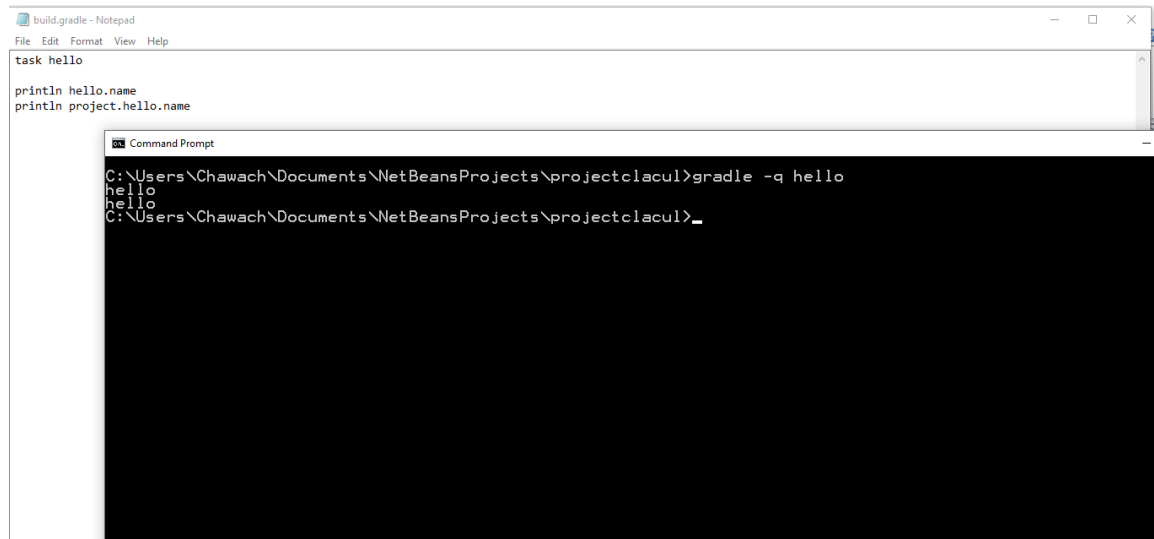 build.gradle - Notepad
File Edit Format View Help
task hello
println hello.name
println project.hello.name
Command Prompt
C:\Users\Chawach\Documents\NetBeansProjects\projectclacul>gradle -q hello
hello
hello
C:\Users\Chawach\Documents\NetBeansProjects\projectclacul>